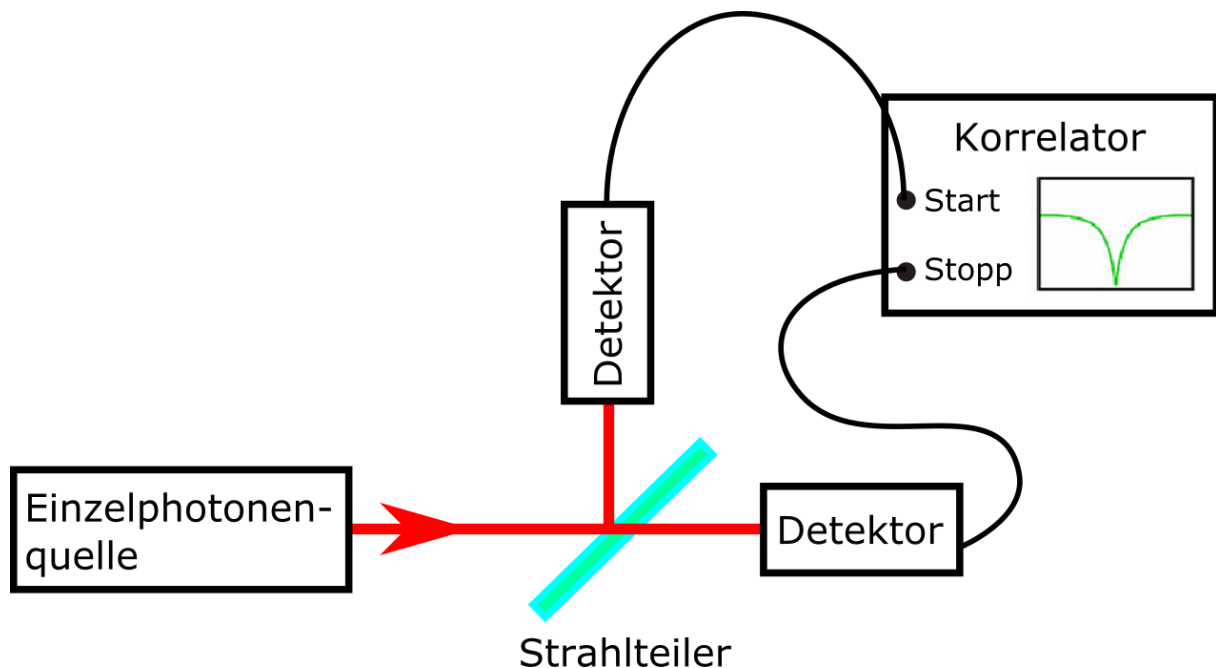 Korrelator
Start
Stopp
Detektor
Einzelphotonen-
quelle
Detektor
Strahlteiler